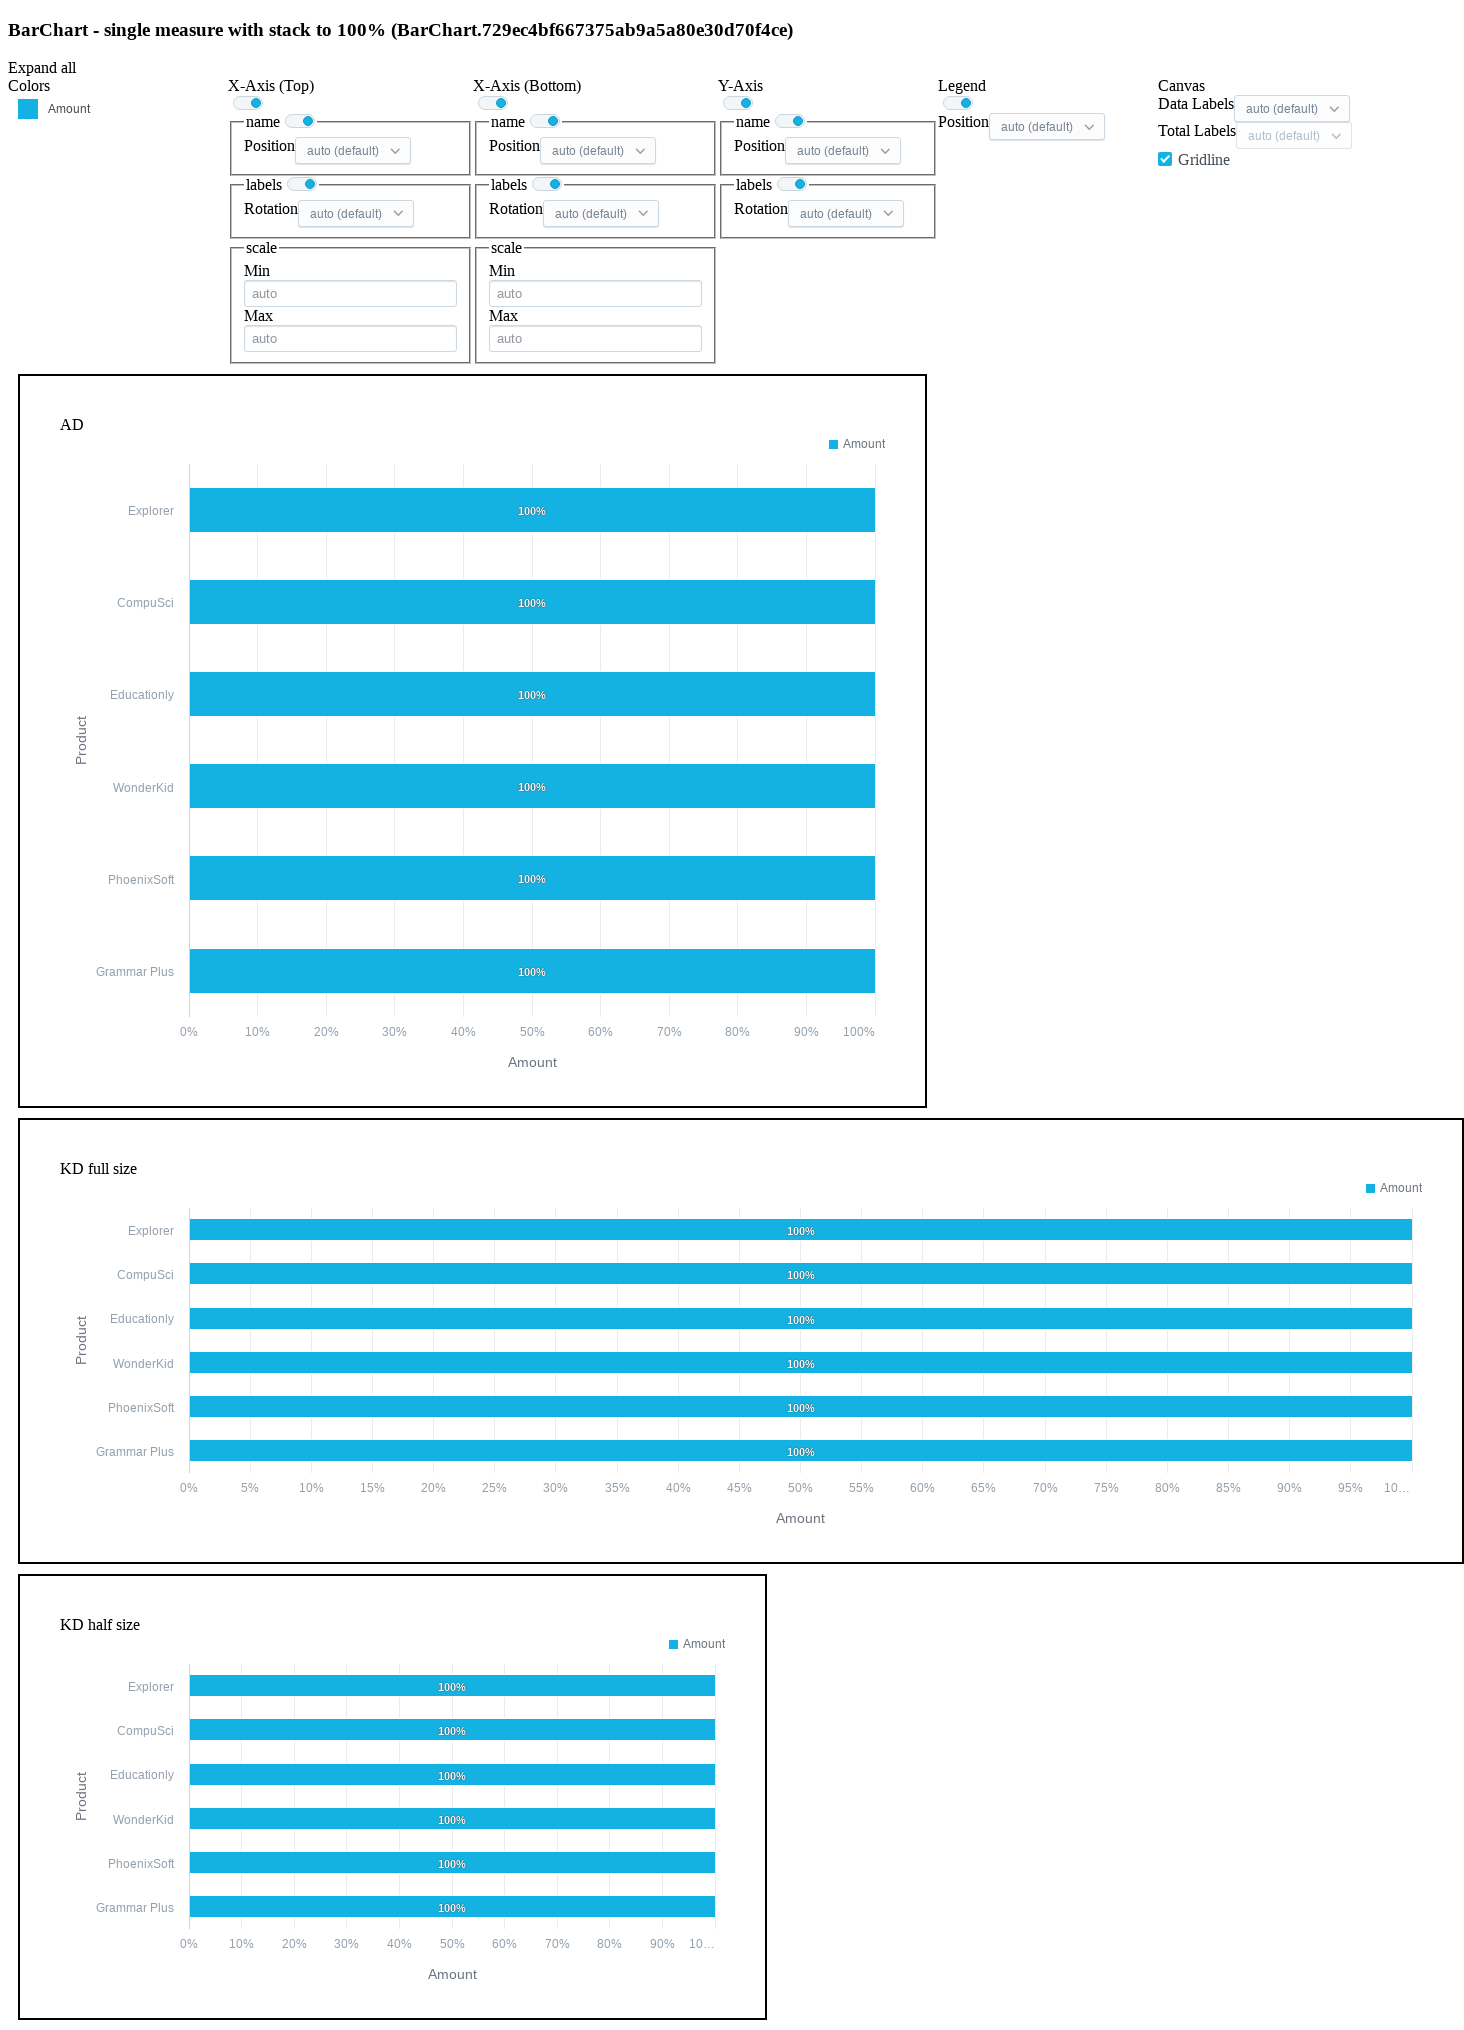 BarChart - single measure with stack to 100% (BarChart.729ec4bf667375ab9a5a80e30d70f4ce)
Expand all
Colors
Amount
X-Axis (Top)
name
Position auto (default)
labels
Rotation auto (default)
scale
Min
auto
Max
auto
X-Axis (Bottom)
name
Position auto (default)
labels
Rotation auto (default)
scale
Min
auto
Max
auto
Y-Axis
name
Position auto (default)
labels
Rotation auto (default)
Legend
Position auto (default)
Canvas
Data Labels auto (default)
Total Labels auto (default)
Gridline
AD
Amount
Product
Explorer 100%
CompuSci 100%
Educationly 100%
WonderKid 100%
PhoenixSoft 100%
Grammar Plus 100%
0% 10% 20% 30% 40% 50% 60% 70% 80% 90% 100%
Amount
KD full size
Amount
Product
Explorer 100%
CompuSci 100%
Educationly 100%
WonderKid 100%
PhoenixSoft 100%
Grammar Plus 100%
0% 5% 10% 15% 20% 25% 30% 35% 40% 45% 50% 55% 60% 65% 70% 75% 80% 85% 90% 95% 10…
Amount
KD half size
Amount
Product
Explorer 100%
CompuSci 100%
Educationly 100%
WonderKid 100%
PhoenixSoft 100%
Grammar Plus 100%
0% 10% 20% 30% 40% 50% 60% 70% 80% 90% 10…
Amount